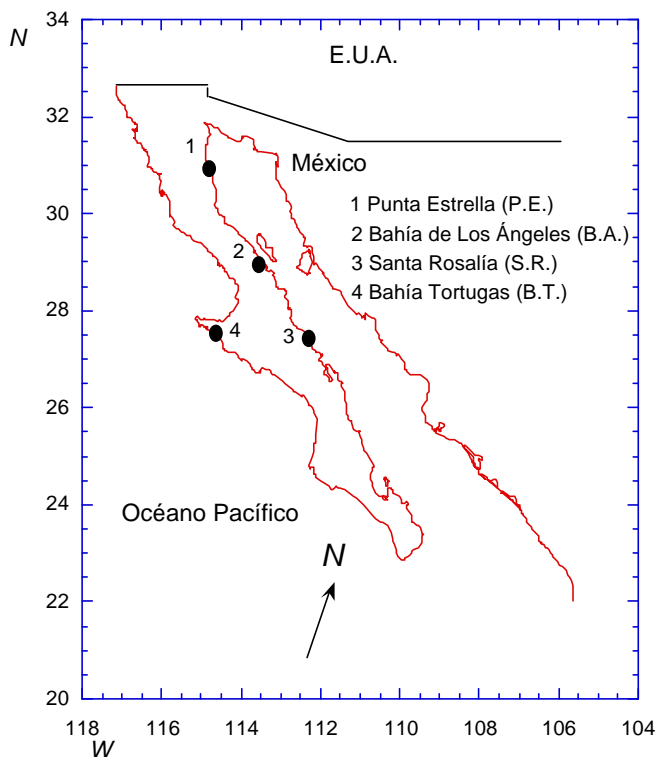 N
34
E.U.A.
32
1
México
1 Punta Estrella (P.E.)
30
2 Bahía de Los Ángeles (B.A.)
2
3 Santa Rosalía (S.R.)
4 Bahía Tortugas (B.T.)
28
4
3
26
24
Océano Pacífico
N
22
20
118
116
114
112
110
108
106
104
W